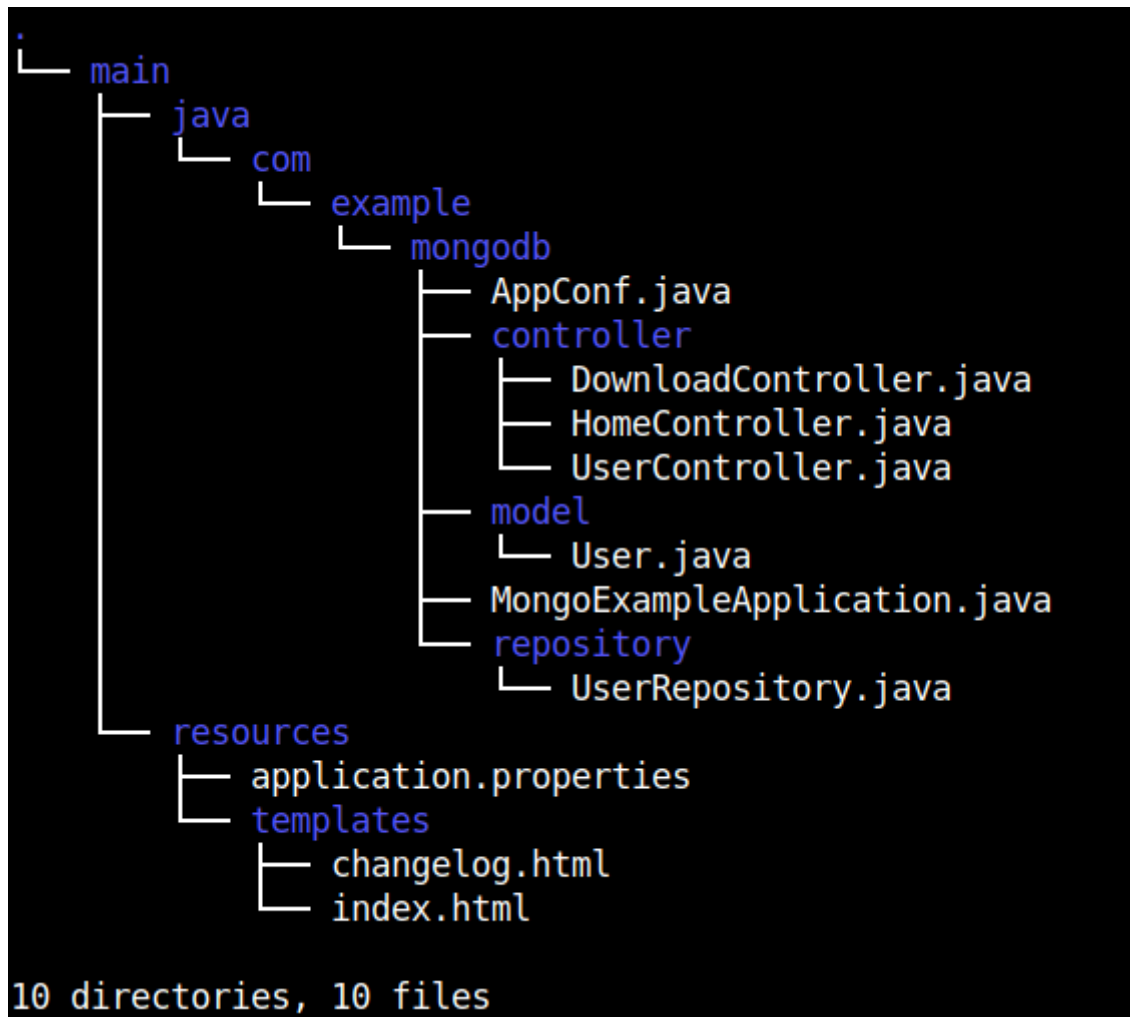 .
└── main
    ├── java
    │   └── com
    │       └── example
    │           └── mongodb
    │               ├── AppConf.java
    │               ├── controller
    │               │   ├── DownloadController.java
    │               │   ├── HomeController.java
    │               │   └── UserController.java
    │               ├── model
    │               │   └── User.java
    │               ├── MongoExampleApplication.java
    │               └── repository
    │                   └── UserRepository.java
    └── resources
        ├── application.properties
        └── templates
            ├── changelog.html
            └── index.html
10 directories, 10 files